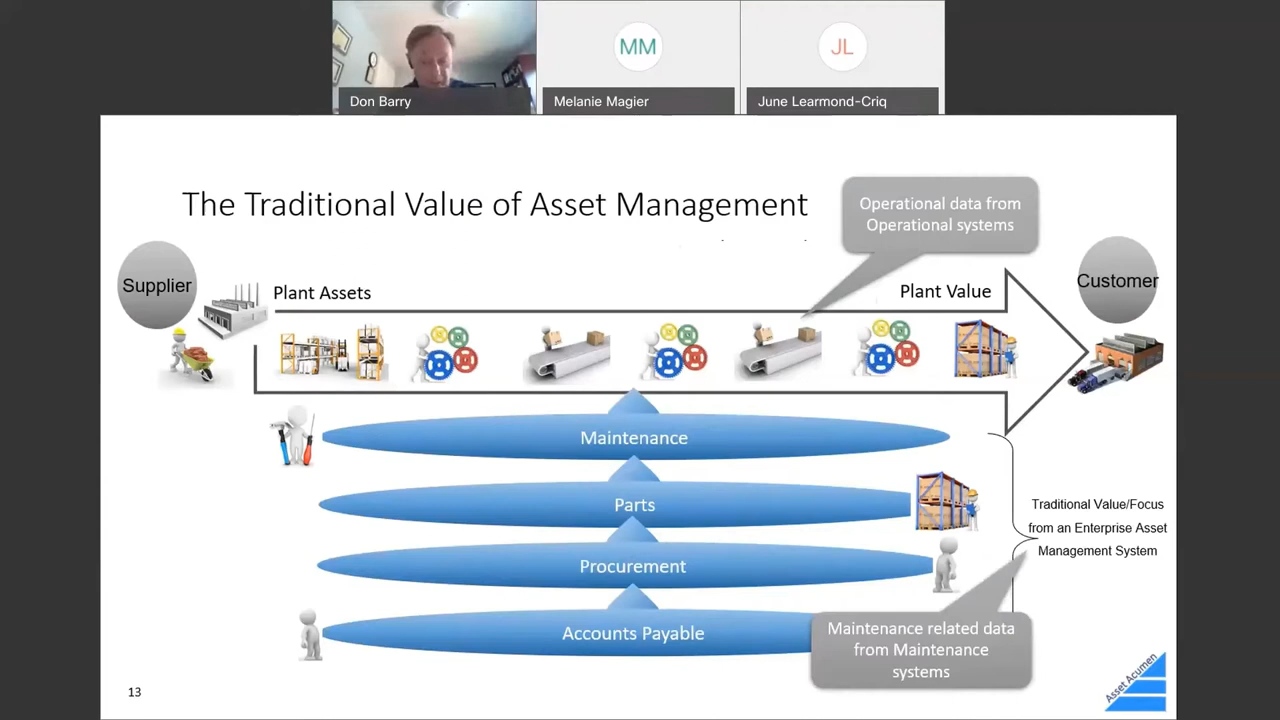 MM
JL
Don Barry
Melanie Magier
June Learmond-Criq
The Traditional Value of Asset Management
Operational data from
Operational systems
Supplier
Plant Assets
Plant Value
Customer
Maintenance
Parts
Procurement
Accounts Payable
Traditional Value/Focus
from an Enterprise Asset
Management System
Maintenance related data
from Maintenance
systems
13
Asset Acumen